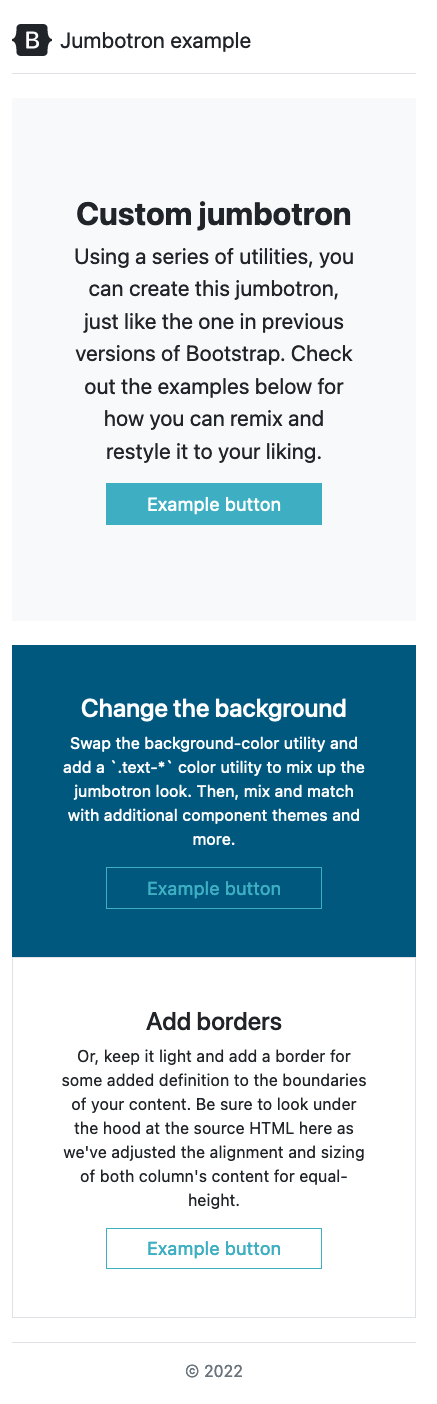 B Jumbotron example
Custom jumbotron
Using a series of utilities, you
can create this jumbotron,
just like the one in previous
versions of Bootstrap. Check
out the examples below for
how you can remix and
restyle it to your liking.
Example button
Change the background
Swap the background-color utility and
add a `.text-*` color utility to mix up the
jumbotron look. Then, mix and match
with additional component themes and
more.
Example button
Add borders
Or, keep it light and add a border for
some added definition to the boundaries
of your content. Be sure to look under
the hood at the source HTML here as
we've adjusted the alignment and sizing
of both column's content for equal-
height.
Example button
© 2022